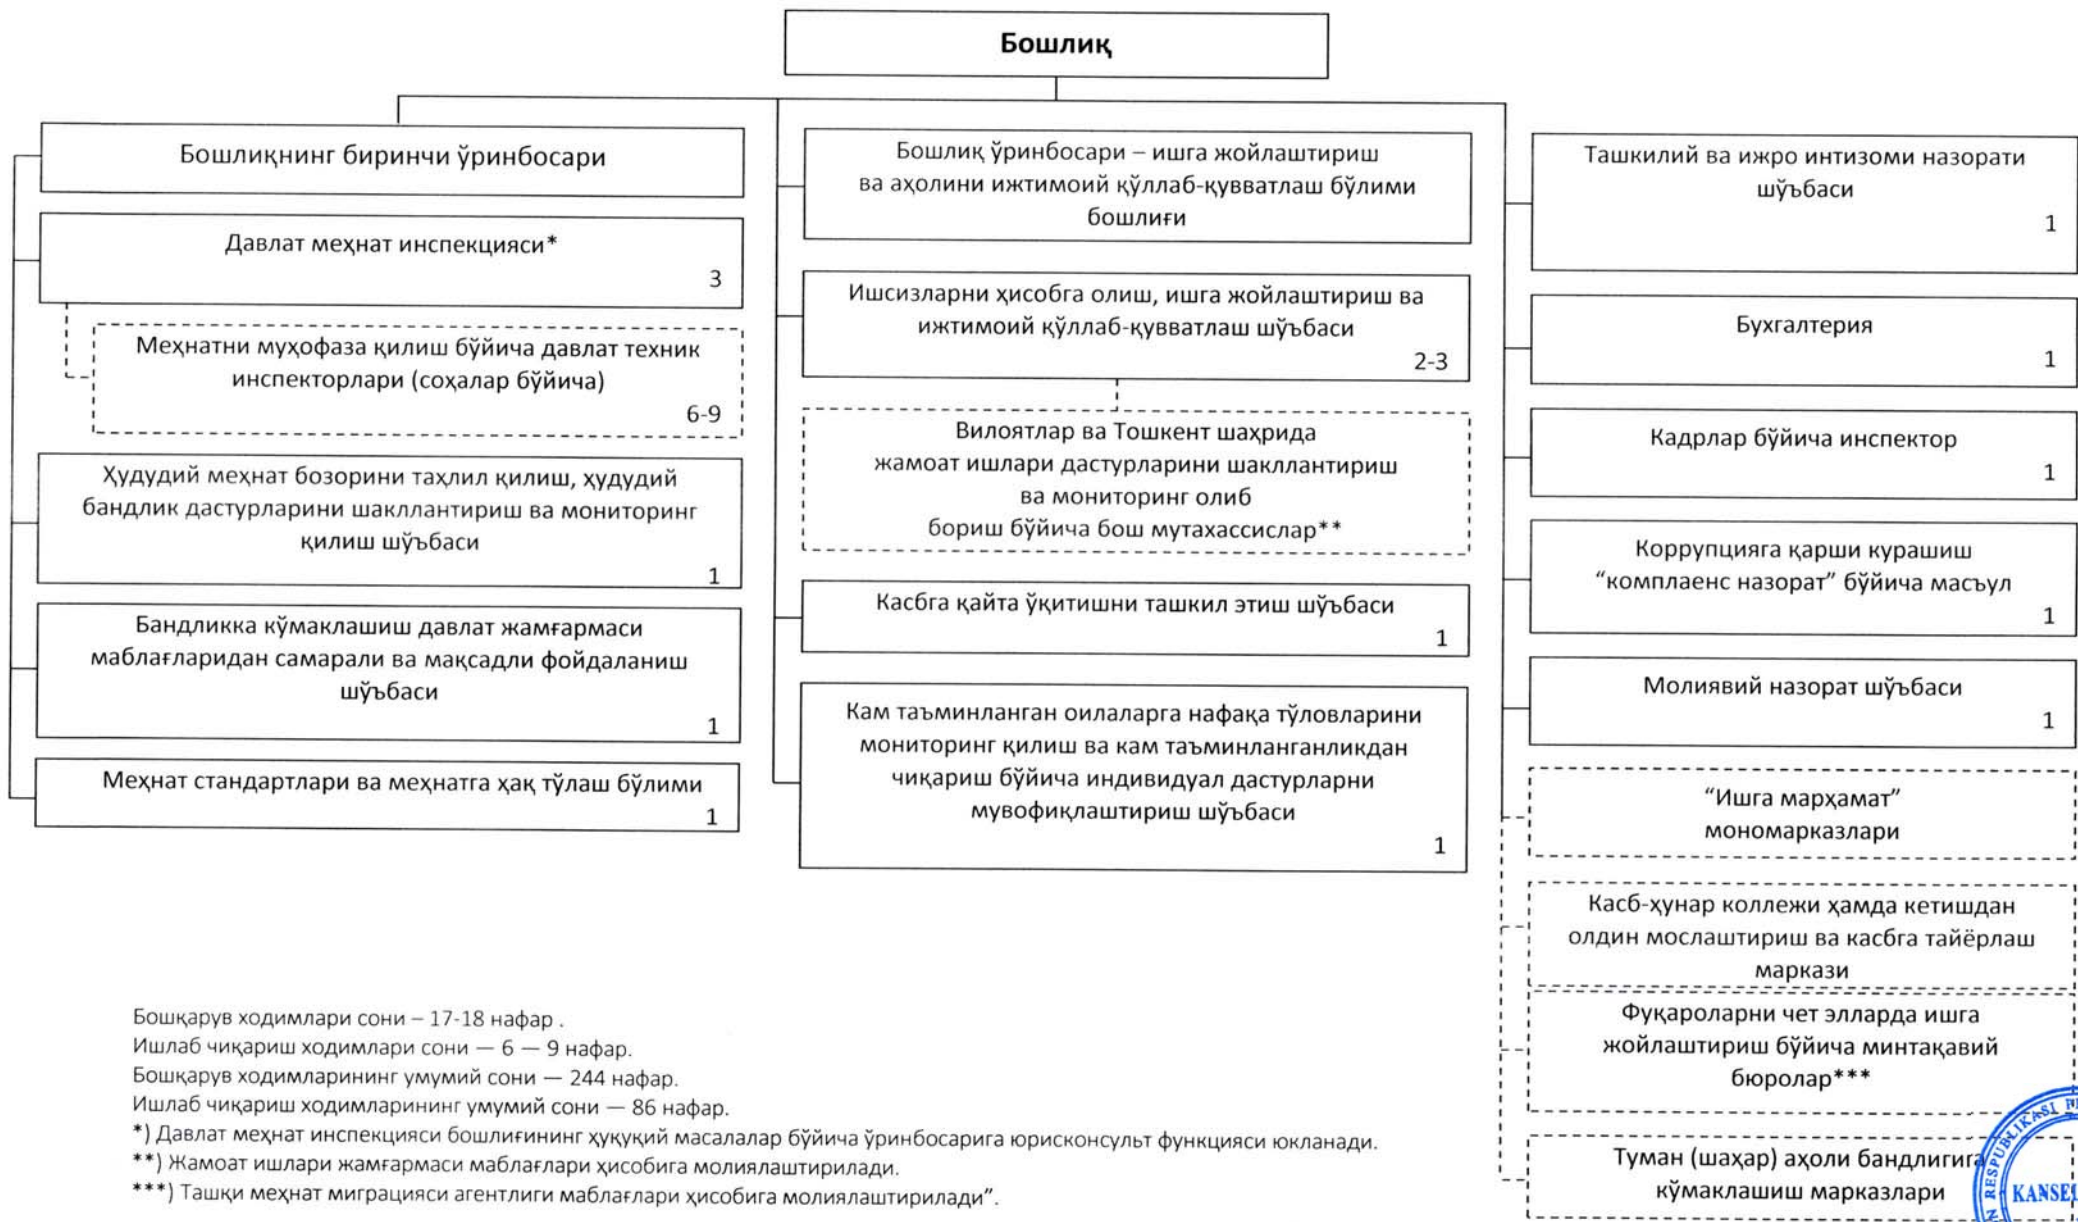 Бошлиқ
Бошлиқнинг биринчи ўринбосари
Давлат меҳнат инспекцияси*
3
Меҳнатни муҳофаза қилиш бўйича давлат техник
инспекторлари (соҳалар бўйича)
6-9
Ҳудудий меҳнат бозорини таҳлил қилиш, ҳудудий
бандлик дастурларини шакллантириш ва мониторинг
қилиш шўъбаси
1
Бандликка кўмаклашиш давлат жамғармаси
маблағларидан самарали ва мақсадли фойдаланиш
шўъбаси
1
Меҳнат стандартлари ва меҳнатга ҳақ тўлаш бўлими
1
Бошлиқ ўринбосари – ишга жойлаштириш
ва аҳолини ижтимоий қўллаб-қувватлаш бўлими
бошлиғи
Ишсизларни ҳисобга олиш, ишга жойлаштириш ва
ижтимоий қўллаб-қувватлаш шўъбаси
2-3
Вилоятлар ва Тошкент шаҳрида
жамоат ишлари дастурларини шакллантириш
ва мониторинг олиб
бориш бўйича бош мутахассислар**
Касбга қайта ўқитишни ташкил этиш шўъбаси
1
Кам таъминланган оилаларга нафақа тўловларини
мониторинг қилиш ва кам таъминланганликдан
чиқариш бўйича индивидуал дастурларни
мувофиқлаштириш шўъбаси
1
Ташкилий ва ижро интизоми назорати
шўъбаси
1
Бухгалтерия
1
Кадрлар бўйича инспектор
1
Коррупцияга қарши курашиш
“комплаенс назорат” бўйича масъул
1
Молиявий назорат шўъбаси
1
“Ишга марҳамат”
мономарказлари
Касб-ҳунар коллежи ҳамда кетишдан
олдин мослаштириш ва касбга тайёрлаш
маркази
Фуқароларни чет элларда ишга
жойлаштириш бўйича минтақавий
бюролар***
Туман (шаҳар) аҳоли бандлигига
кўмаклашиш марказлари
Бошқарув ходимлари сони – 17-18 нафар .
Ишлаб чиқариш ходимлари сони — 6 — 9 нафар.
Бошқарув ходимларининг умумий сони — 244 нафар.
Ишлаб чиқариш ходимларининг умумий сони — 86 нафар.
*) Давлат меҳнат инспекцияси бошлиғининг ҳуқуқий масалалар бўйича ўринбосарига юрисконсульт функцияси юкланади.
**) Жамоат ишлари жамғармаси маблағлари ҳисобига молиялаштирилади.
***) Ташқи меҳнат миграцияси агентлиги маблағлари ҳисобига молиялаштирилади”.